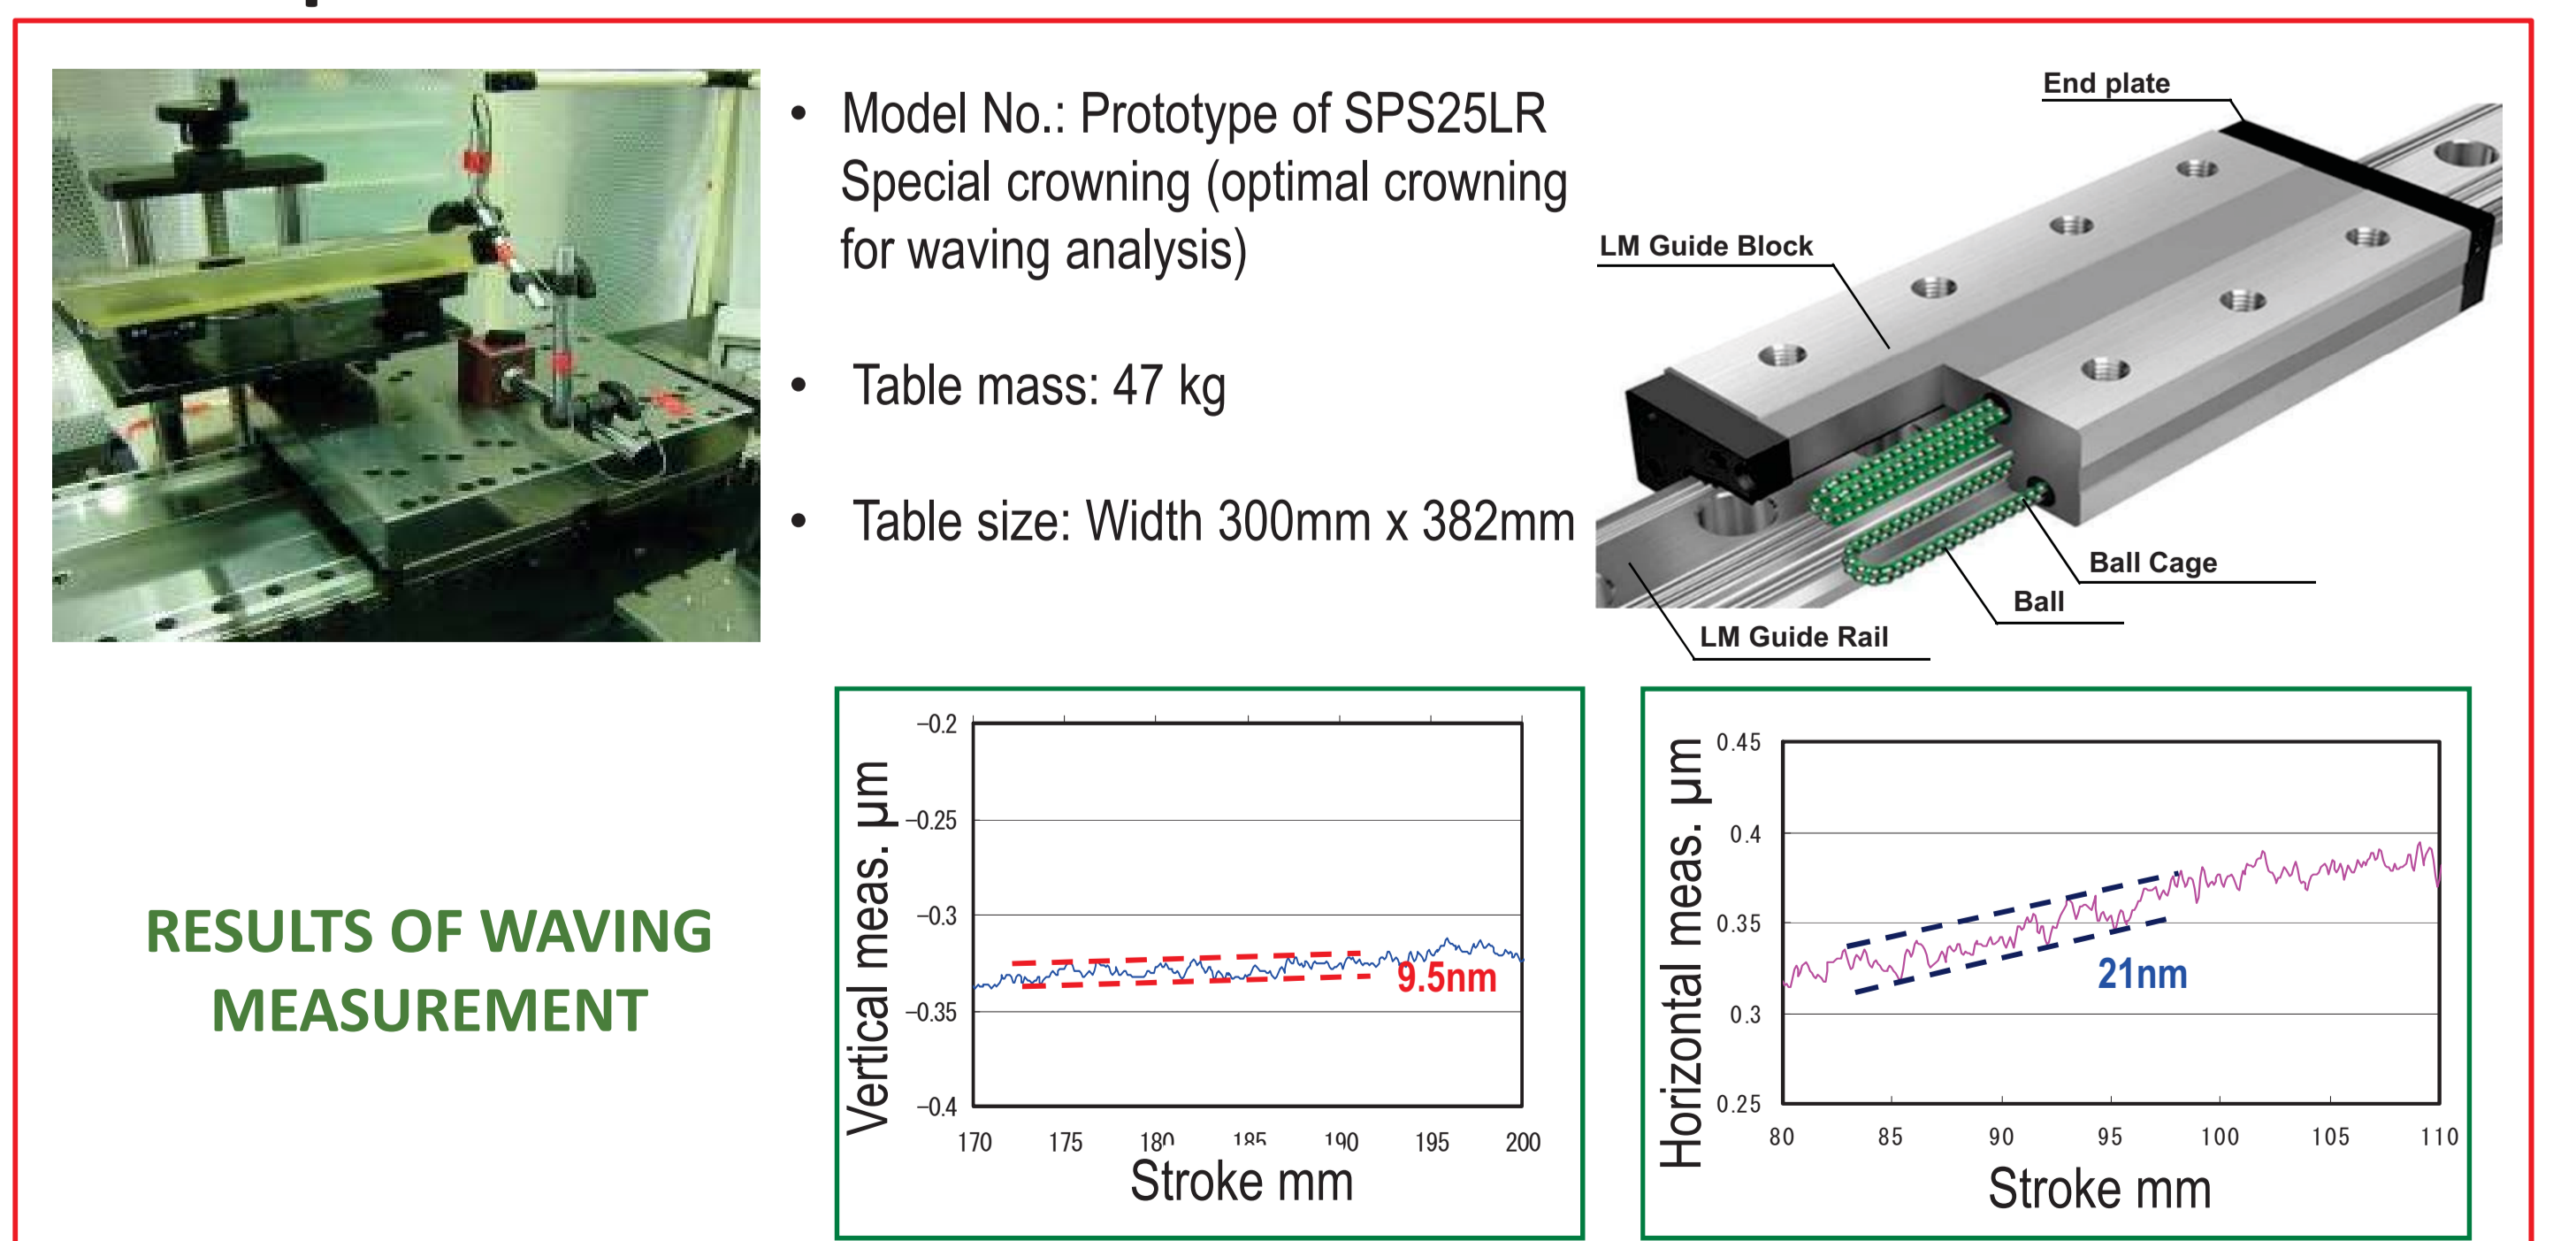 • Model No.: Prototype of SPS25LR
Special crowning (optimal crowning
for waving analysis)
• Table mass: 47 kg
• Table size: Width 300mm x 382mm
End plate
LM Guide Block
Ball Cage
Ball
LM Guide Rail
RESULTS OF WAVING
MEASUREMENT
Vertical meas. µm
−0.2
−0.25
−0.3
−0.35
−0.4
9.5nm
170 175 180 185 190 195 200
Stroke mm
Horizontal meas. µm
0.45
0.4
0.35
0.3
0.25
21nm
80 85 90 95 100 105 110
Stroke mm